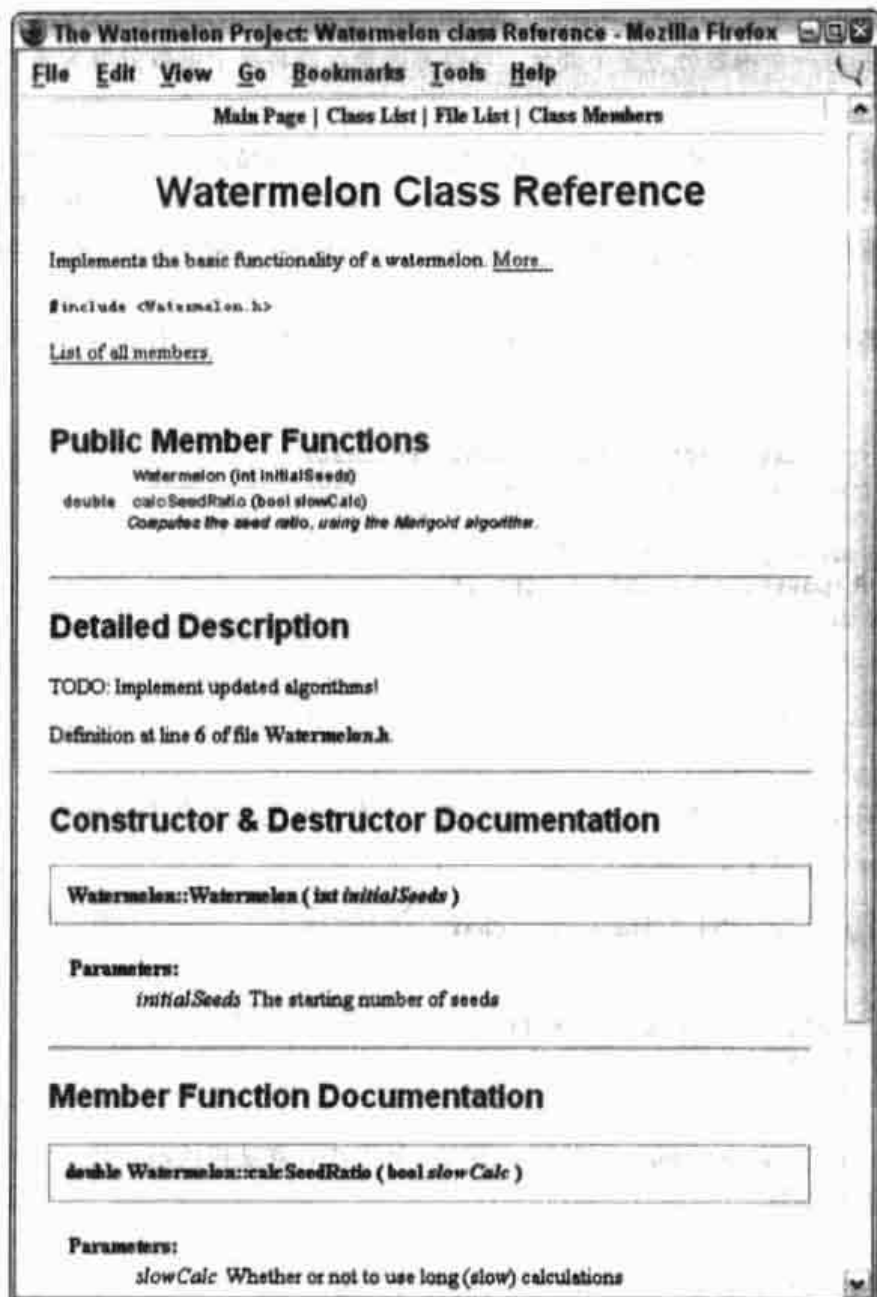 The Watermelon Project: Watermelon class Reference - Mozilla Firefox
File Edit View Go Bookmarks Tools Help
Main Page | Class List | File List | Class Members
Watermelon Class Reference
Implements the basic functionality of a watermelon. More...
#include <Watermelon.h>
List of all members.
Public Member Functions
Watermelon (int initialSeeds)
double calcSeedRatio (bool slowCalc)
Computes the seed ratio, using the Marigold algorithm.
Detailed Description
TODO: Implement updated algorithms!
Definition at line 6 of file Watermelon.h.
Constructor & Destructor Documentation
Watermelon::Watermelon ( int initialSeeds )
Parameters:
initialSeeds The starting number of seeds
Member Function Documentation
double Watermelon::calcSeedRatio ( bool slowCalc )
Parameters:
slowCalc Whether or not to use long (slow) calculations